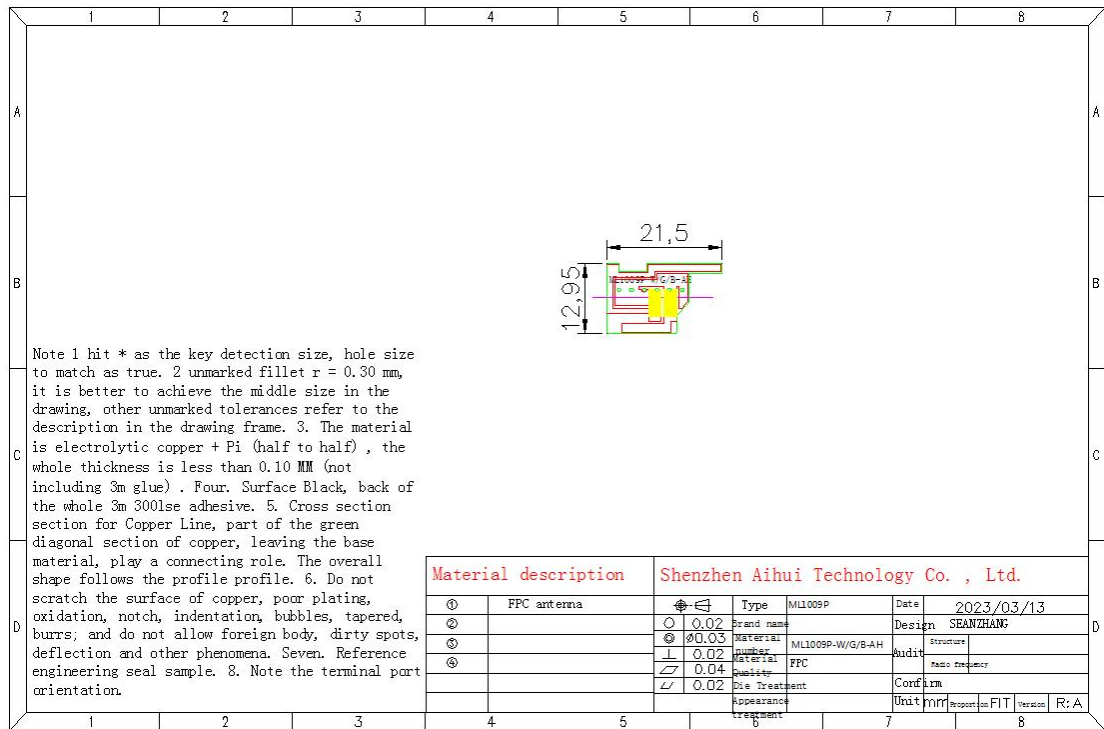 1 2 3 4 5 6 7 8
A A
B B
C C
D D
21,5
12,95
ML1009P-W/G/B-AH
Note 1 hit * as the key detection size, hole size
to match as true. 2 unmarked fillet r = 0.30 mm,
it is better to achieve the middle size in the
drawing, other unmarked tolerances refer to the
description in the drawing frame. 3. The material
is electrolytic copper + Pi (half to half) , the
whole thickness is less than 0.10 MM (not
including 3m glue) . Four. Surface Black, back of
the whole 3m 300lse adhesive. 5. Cross section
section for Copper Line, part of the green
diagonal section of copper, leaving the base
material, play a connecting role. The overall
shape follows the profile profile. 6. Do not
scratch the surface of copper, poor plating,
oxidation, notch, indentation, bubbles, tapered,
burrs; and do not allow foreign body, dirty spots,
deflection and other phenomena. Seven. Reference
engineering seal sample. 8. Note the terminal port
orientation.
Material description
① FPC antenna
②
③
④
Shenzhen Aihui Technology Co. , Ltd.
0.02
Ø0.03
0.02
0.04
0.02
Type ML1009P
Brand name
Material
number
ML1009P-W/G/B-AH
Material
Quality
FPC
Die Treatment
Appearance
treatment
Date 2023/03/13
Design SEANZHANG
Audit
Structure
Radio frequency
Confirm
Unit mm Proportion FIT Version R:A
1 2 3 4 5 6 7 8